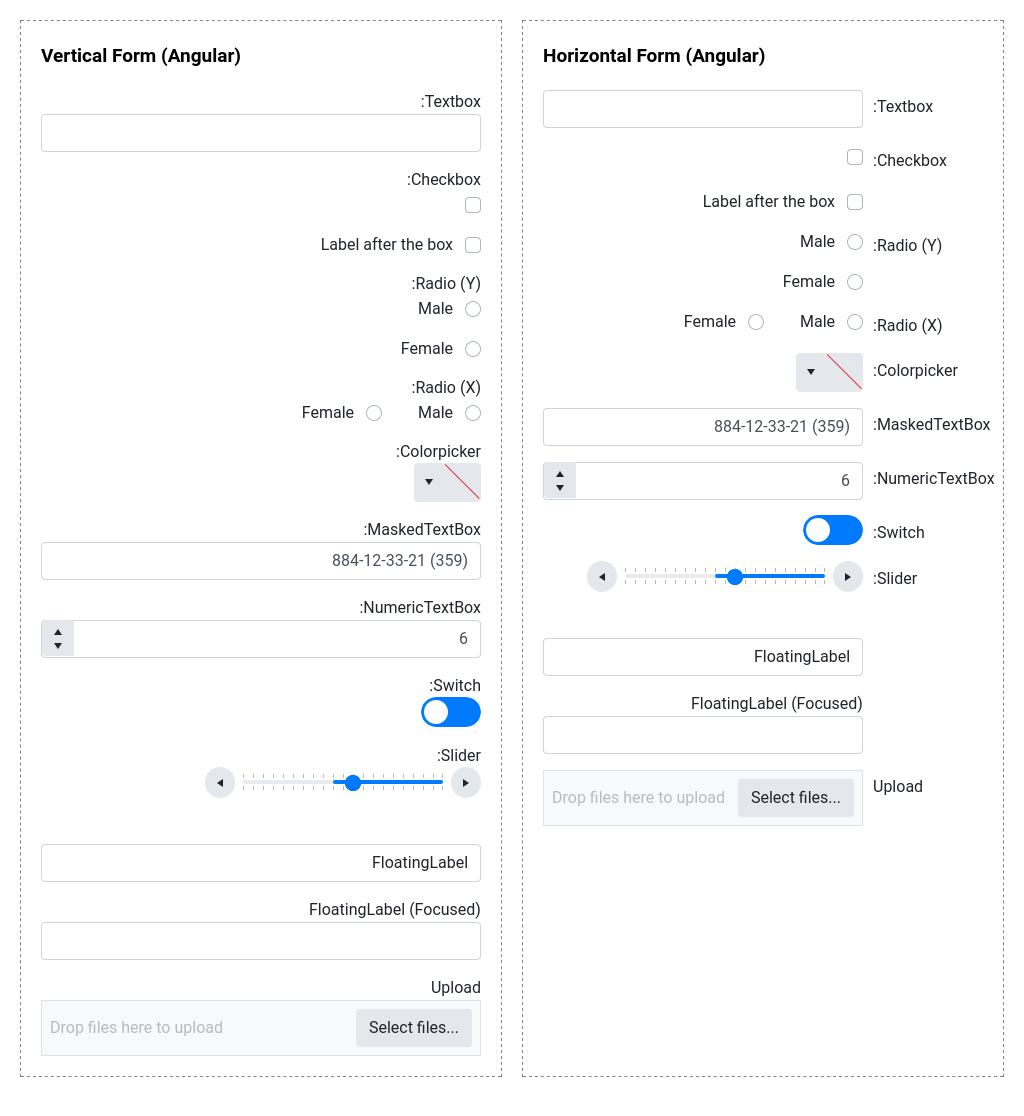 Vertical Form (Angular)
:Textbox
:Checkbox
Label after the box
:Radio (Y)
Male
Female
:Radio (X)
Female Male
:Colorpicker
:MaskedTextBox
884-12-33-21 (359)
:NumericTextBox
6
:Switch
:Slider
FloatingLabel
FloatingLabel (Focused)
Upload
Drop files here to upload Select files...
Horizontal Form (Angular)
:Textbox
:Checkbox
Label after the box
Male :Radio (Y)
Female
Female Male :Radio (X)
:Colorpicker
884-12-33-21 (359) :MaskedTextBox
6 :NumericTextBox
:Switch
:Slider
FloatingLabel
FloatingLabel (Focused)
Drop files here to upload Select files... Upload